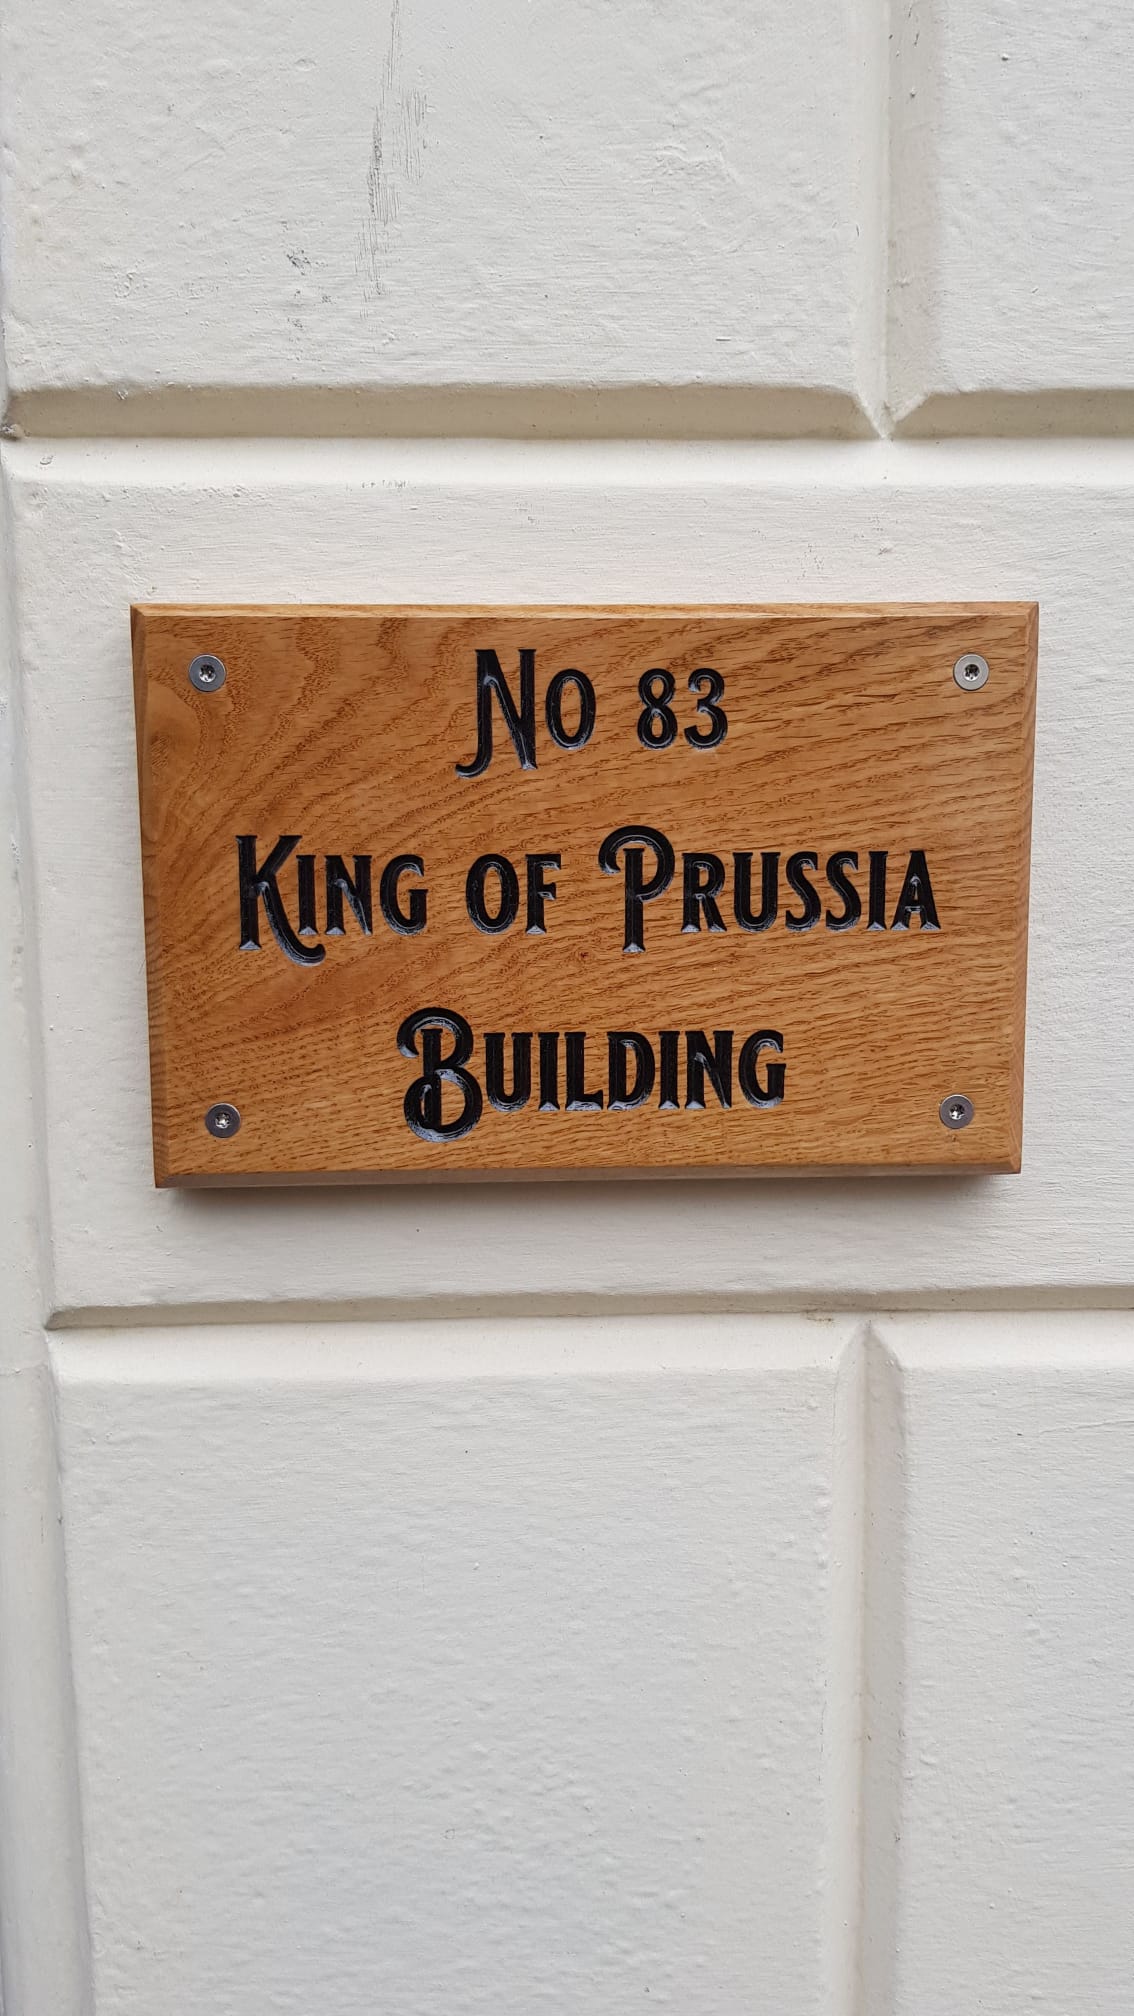 No 83
King of Prussia
Building